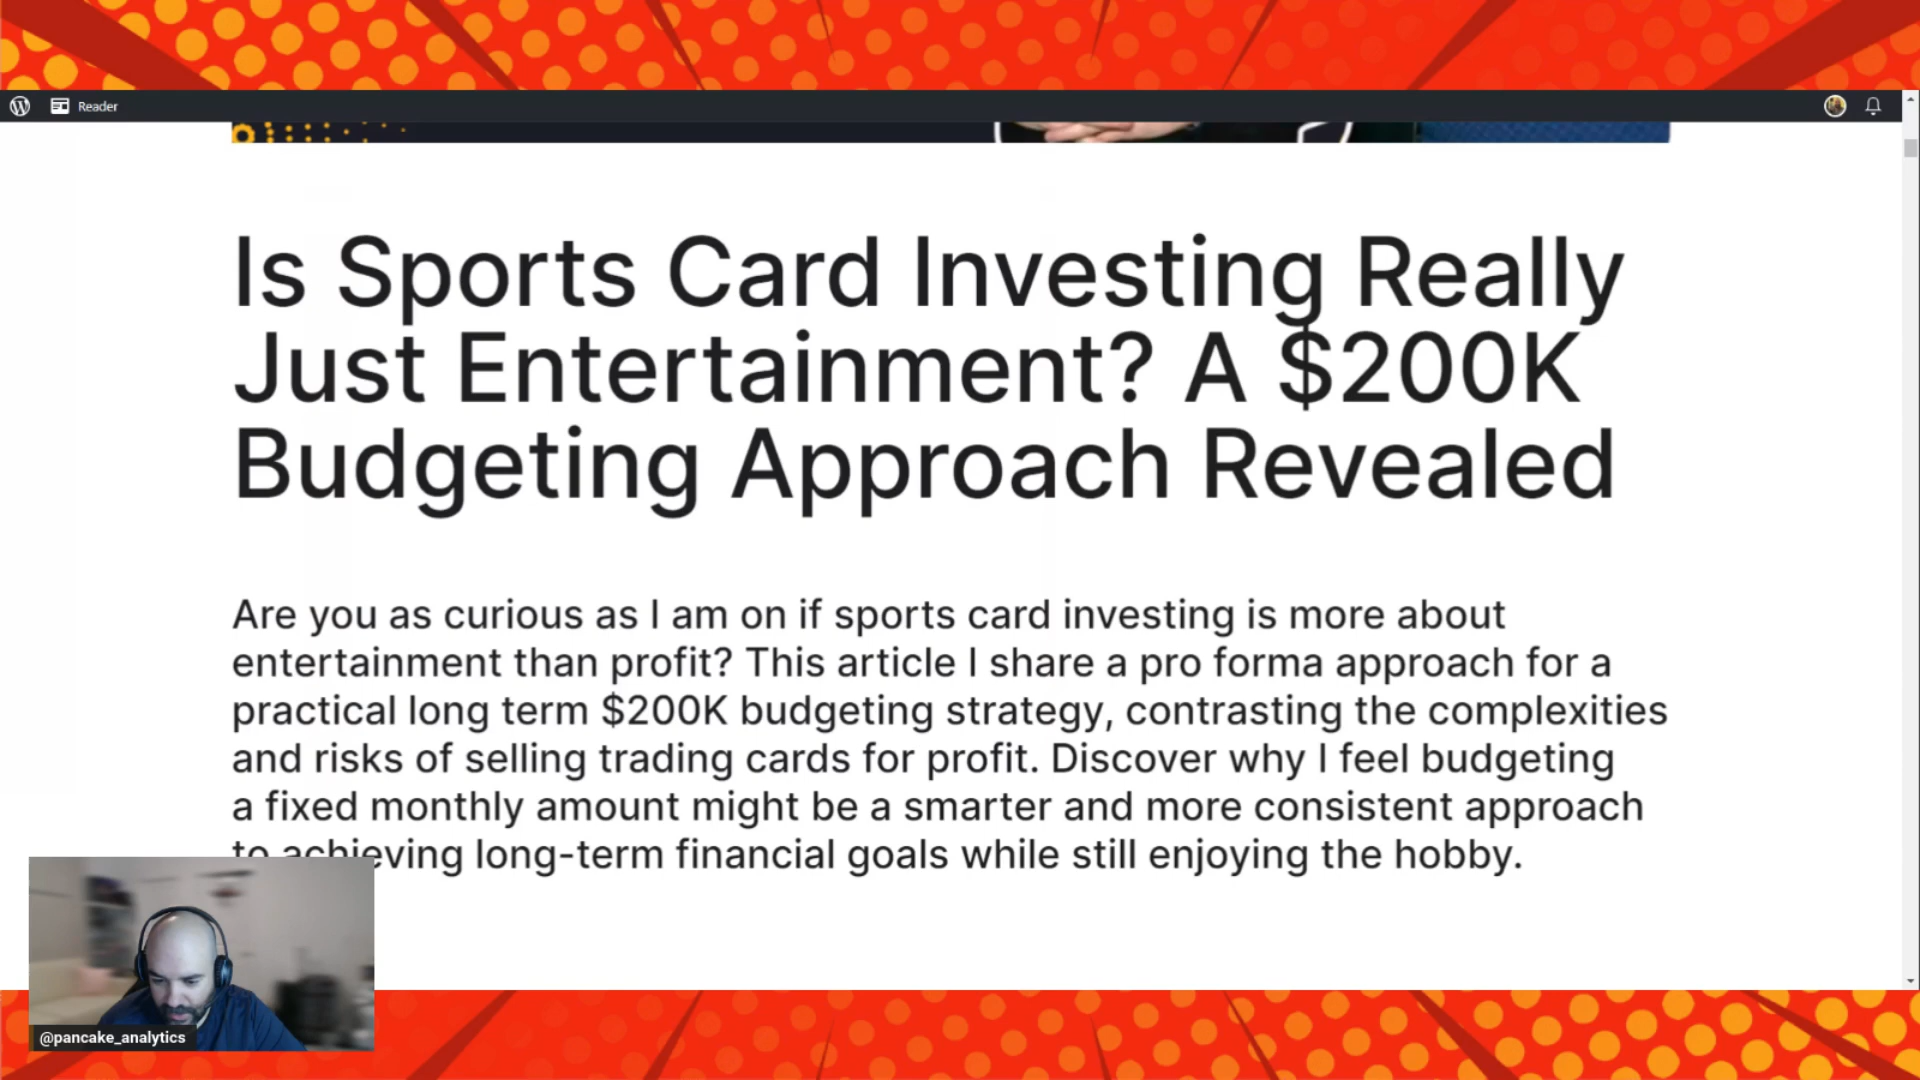 Reader
Is Sports Card Investing Really
Just Entertainment? A $200K
Budgeting Approach Revealed
Are you as curious as I am on if sports card investing is more about
entertainment than profit? This article I share a pro forma approach for a
practical long term $200K budgeting strategy, contrasting the complexities
and risks of selling trading cards for profit. Discover why I feel budgeting
a fixed monthly amount might be a smarter and more consistent approach
to achieving long-term financial goals while still enjoying the hobby.
@pancake_analytics